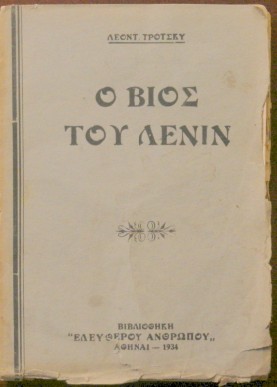 ΛΕΟΝΤ. ΤΡΟΤΣΚΥ
Ο ΒΙΟΣ
ΤΟΥ ΛΕΝΙΝ
ΒΙΒΛΙΟΘΗΚΗ
"ΕΛΕΥΘΕΡΟΥ ΑΝΘΡΩΠΟΥ"
ΑΘΗΝΑΙ — 1934